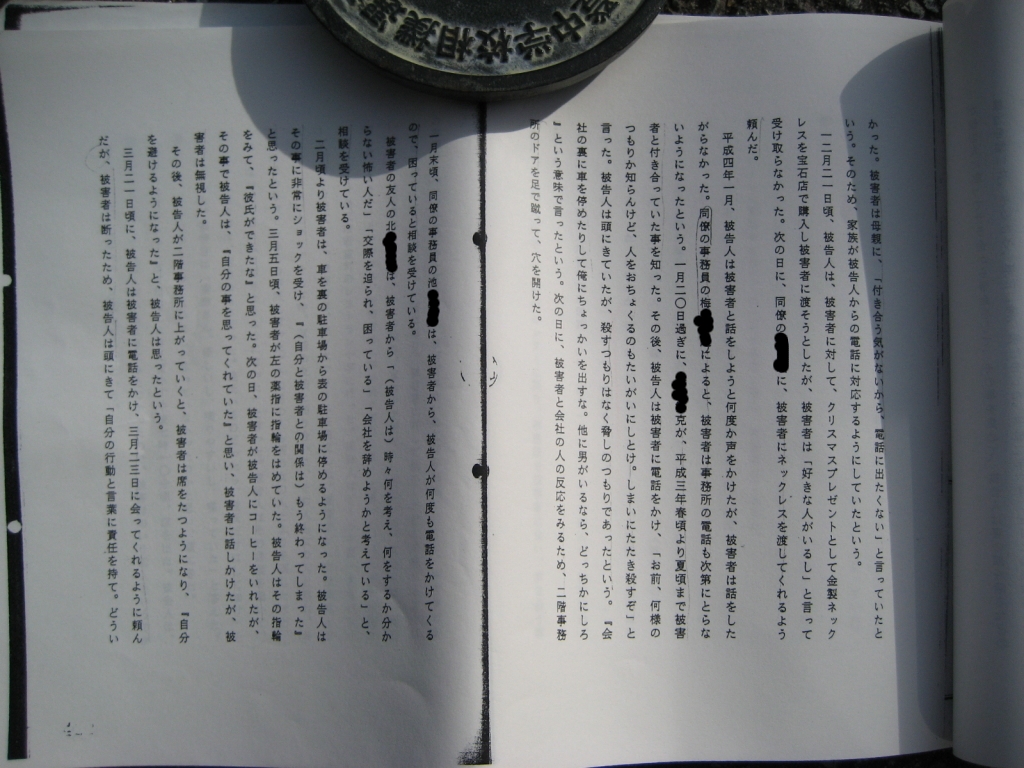 中学校相撲
かった。被害者は母親に、「付き合う気がないから、電話に出たくない」と言っていたと
いう。そのため、家族が被告人からの電話に対応するようにしていたという。
一二月二一日頃、被告人は、被害者に対して、クリスマスプレゼントとして金製ネック
レスを宝石店で購入し被害者に渡そうとしたが、被害者は「好きな人がいるし」と言って
受け取らなかった。次の日に、同僚の に、被害者にネックレスを渡してくれるよう
頼んだ。
平成四年一月、被告人は被害者と話をしようと何度か声をかけたが、被害者は話をした
がらなかった。同僚の事務員の梅 によると、被害者は事務所の電話も次第にとらな
いようになったという。一月二〇日過ぎに、 克が、平成三年春頃より夏頃まで被害
者と付き合っていた事を知った。その後、被告人は被害者に電話をかけ、「お前、何様の
つもりか知らんけど、人をおちょくるのもたいがいにしとけ。しまいにたたき殺すぞ」と
言った。被告人は頭にきていたが、殺すつもりはなく脅しのつもりであったという。『会
社の裏に車を停めたりして俺にちょっかいを出すな。他に男がいるなら、どっちかにしろ
』という意味で言ったという。次の日に、被害者と会社の人の反応をみるため、二階事務
所のドアを足で蹴って、穴を開けた。
一月末頃、同僚の事務員の池 は、被害者から、被告人が何度も電話をかけてくる
ので、困っていると相談を受けている。
被害者の友人の北 は、被害者から「(被告人は)時々何を考え、何をするか分か
らない怖い人だ」「交際を迫られ、困っている」「会社を辞めようかと考えている」と、
相談を受けている。
二月頃より被害者は、車を裏の駐車場から表の駐車場に停めるようになった。被告人は
その事に非常にショックを受け、『(自分と被害者との関係は)もう終わってしまった』
と思ったという。三月五日頃、被害者が左の薬指に指輪をはめていた。被告人はその指輪
をみて、『彼氏ができたな』と思った。次の日、被害者が被告人にコーヒーをいれたが、
その事で被告人は、『自分の事を思ってくれていた』と思い、被害者に話しかけたが、被
害者は無視した。
その後、被告人が二階事務所に上がっていくと、被害者は席をたつようになり、『自分
を避けるようになった』と、被告人は思ったという。
三月二一日頃に、被告人は被害者に電話をかけ、三月二三日に会ってくれるように頼ん
だが、被害者は断ったため、被告人は頭にきて「自分の行動と言葉に責任を持て。どうい